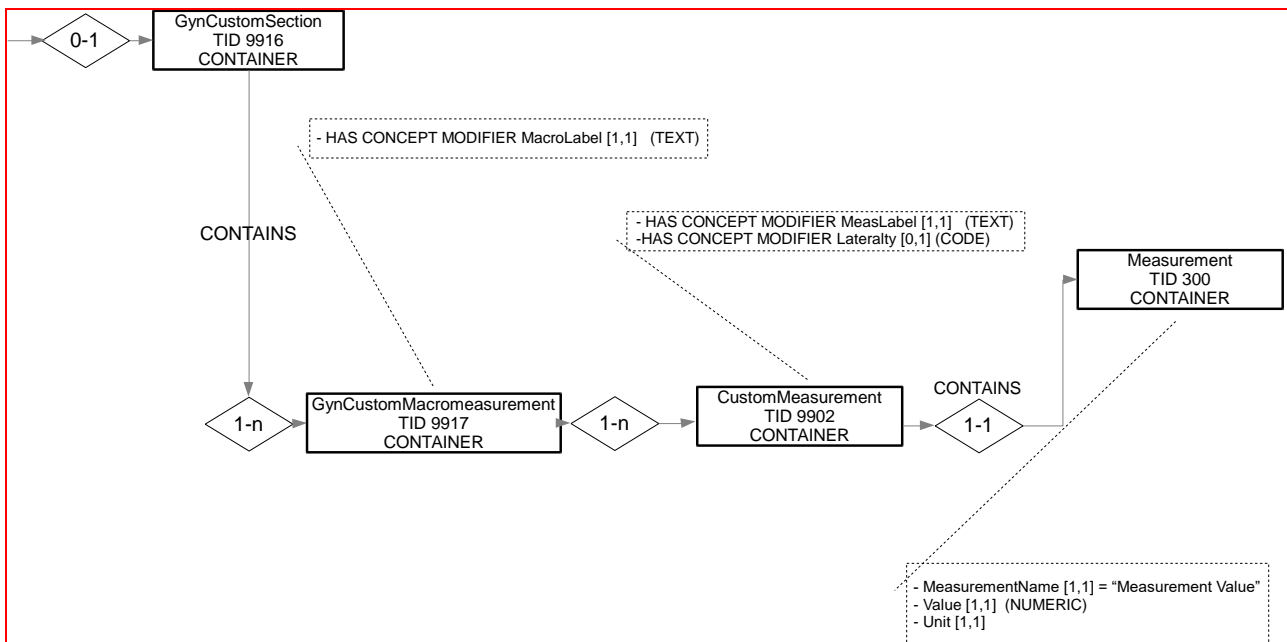 0-1
GynCustomSection
TID 9916
CONTAINER
- HAS CONCEPT MODIFIER MacroLabel [1,1] (TEXT)
CONTAINS
- HAS CONCEPT MODIFIER MeasLabel [1,1] (TEXT)
-HAS CONCEPT MODIFIER Lateralty [0,1] (CODE)
Measurement
TID 300
CONTAINER
1-n
GynCustomMacromeasurement
TID 9917
CONTAINER
1-n
CustomMeasurement
TID 9902
CONTAINER
CONTAINS
1-1
- MeasurementName [1,1] = “Measurement Value”
- Value [1,1] (NUMERIC)
- Unit [1,1]